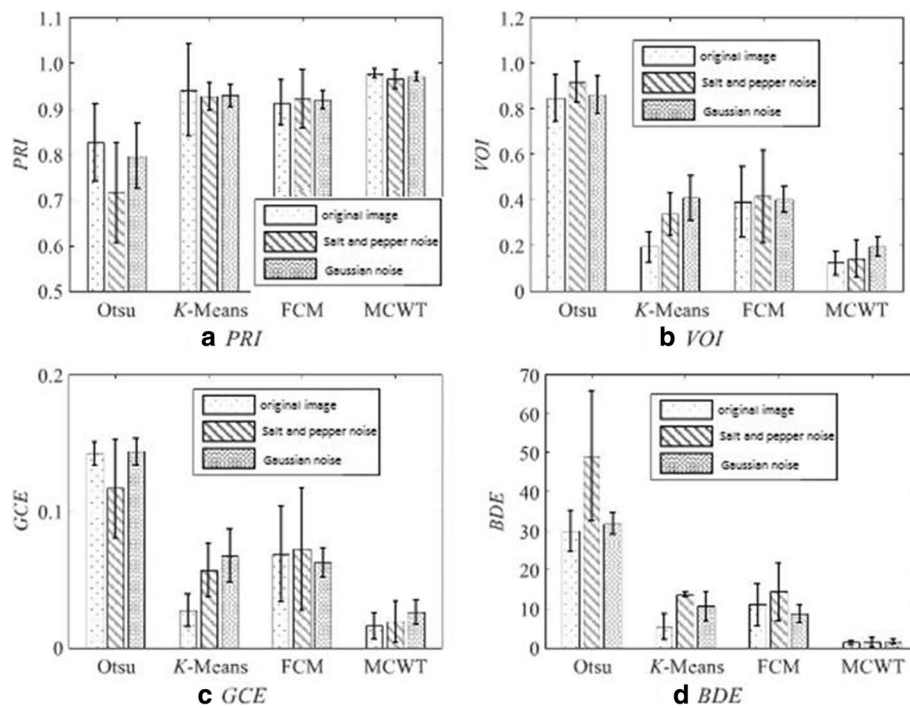 1.1
1.0
0.9
0.8
0.7
0.6
0.5
PRI
original image
Salt and pepper noise
Gaussian noise
Otsu K-Means FCM MCWT
a PRI
1.2
1.0
0.8
0.6
0.4
0.2
0
VOI
original image
Salt and pepper noise
Gaussian noise
Otsu K-Means FCM MCWT
b VOI
0.2
0.1
0
GCE
original image
Salt and pepper noise
Gaussian noise
Otsu K-Means FCM MCWT
c GCE
70
60
50
40
30
20
10
0
BDE
original image
Salt and pepper noise
Gaussian noise
Otsu K-Means FCM MCWT
d BDE